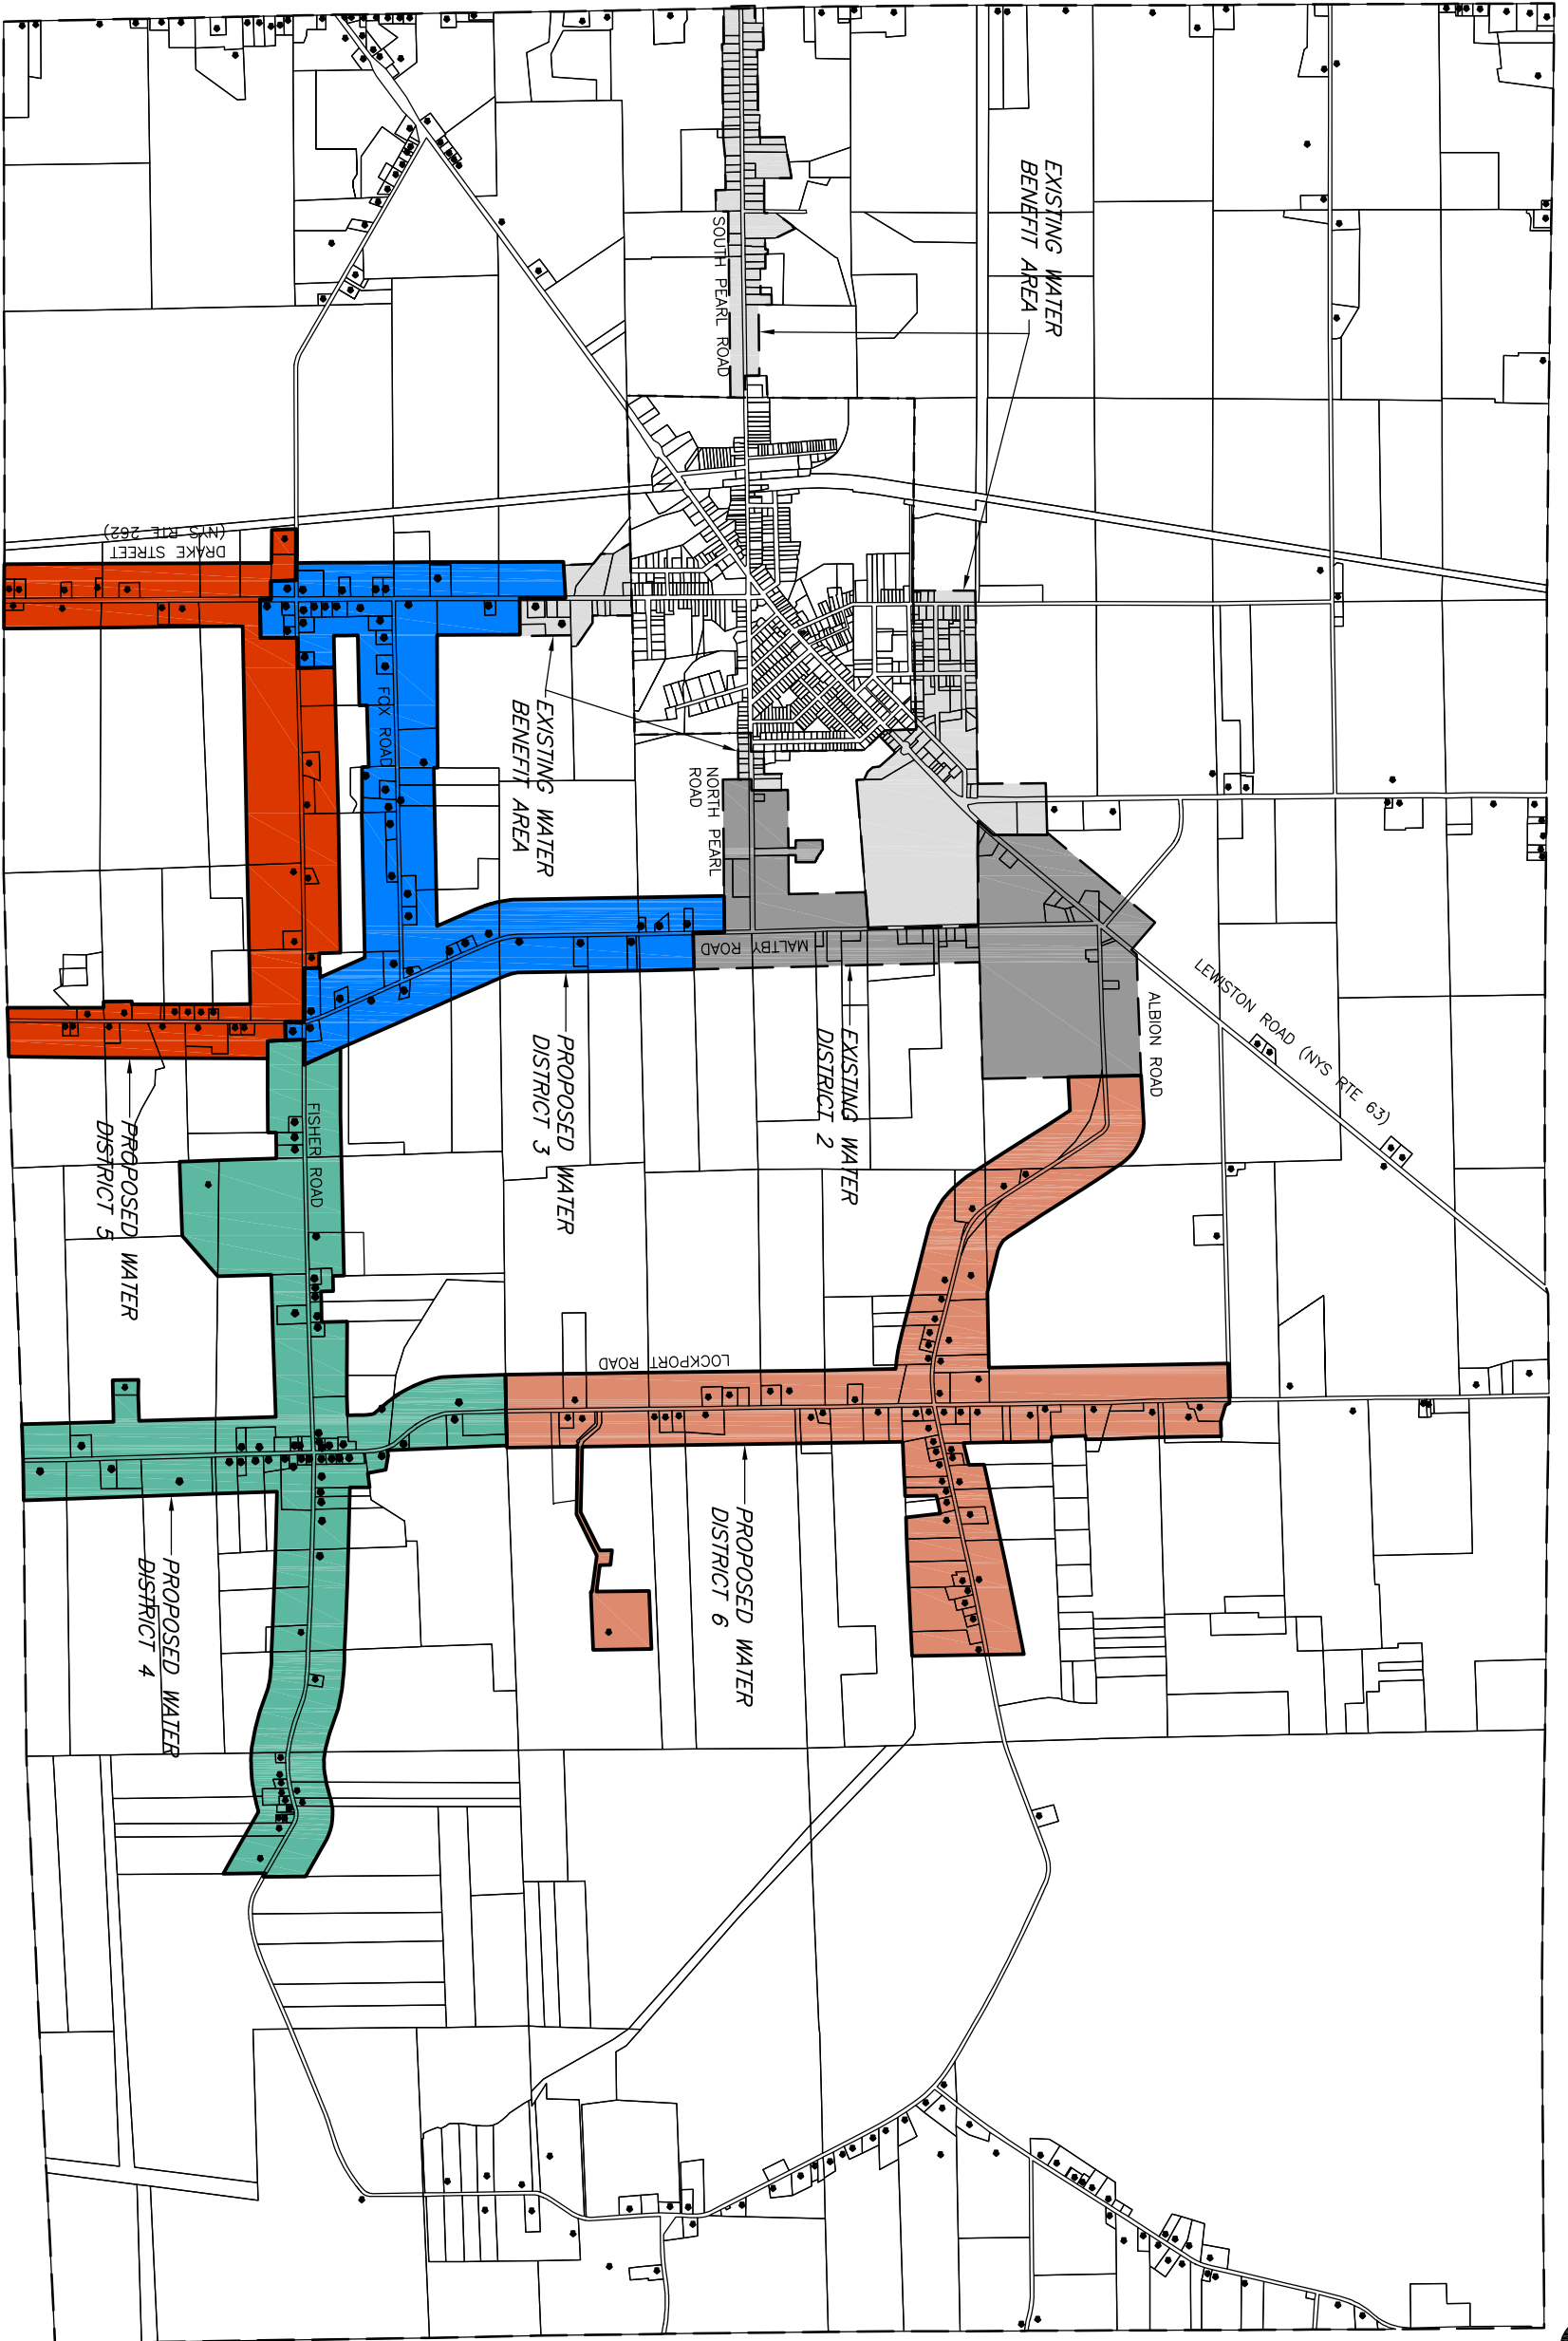 EXISTING WATER
BENEFIT AREA
SOUTH PEARL ROAD
DRAKE STREET
(NYS RTE 262)
FOX ROAD
EXISTING WATER
BENEFIT AREA
NORTH PEARL
ROAD
MALTBY ROAD
LEWISTON ROAD (NYS RTE 63)
ALBION ROAD
EXISTING WATER
DISTRICT 2
PROPOSED WATER
DISTRICT 3
FISHER ROAD
PROPOSED WATER
DISTRICT 5
LOCKPORT ROAD
PROPOSED WATER
DISTRICT 6
PROPOSED WATER
DISTRICT 4